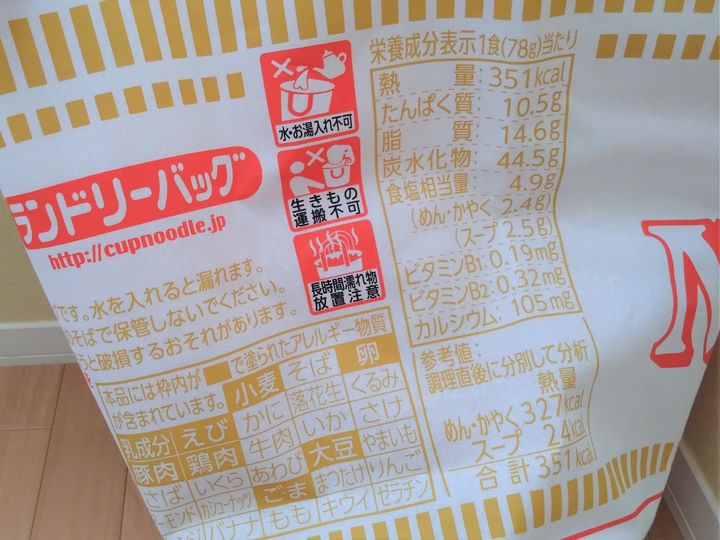 栄養成分表示1食(78g)当たり
熱量: 351kcal
たんぱく質: 10.5g
脂質: 14.6g
炭水化物: 44.5g
食塩相当量: 4.9g
(めん・かやく 2.4g)
(スープ 2.5g)
ビタミンB1: 0.19mg
ビタミンB2: 0.32mg
カルシウム: 105mg
参考値:
調理直後に分別して分析
熱量
めん・かやく 327kcal
スープ 24kcal
合計 351kcal
水・お湯入れ不可
生きもの
運搬不可
長時間濡れ物
放置注意
ランドリーバッグ
http://cupnoodle.jp
です。水を入れると漏れます。
そばで保管しないでください。
と破損するおそれがあります。
本品には枠内が で塗られたアレルギー物質
が含まれています。
小麦 そば 卵
乳成分 えび かに 落花生 くるみ
豚肉 鶏肉 牛肉 いか さけ
さば いくら あわび 大豆 やまいも
ーモンド カシューナッツ ごま まつたけ りんご
バナナ もも キウイ ゼラチン
N